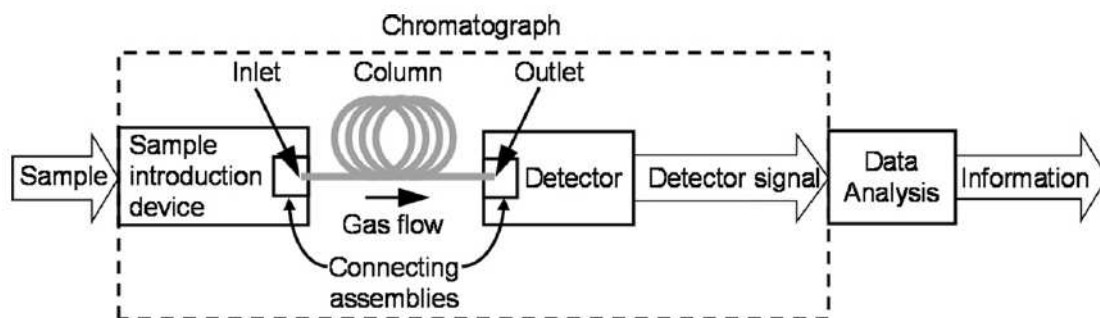 Chromatograph
Inlet
Column
Outlet
Sample
Sample
introduction
device
Gas flow
Detector
Detector signal
Data
Analysis
Information
Connecting
assemblies